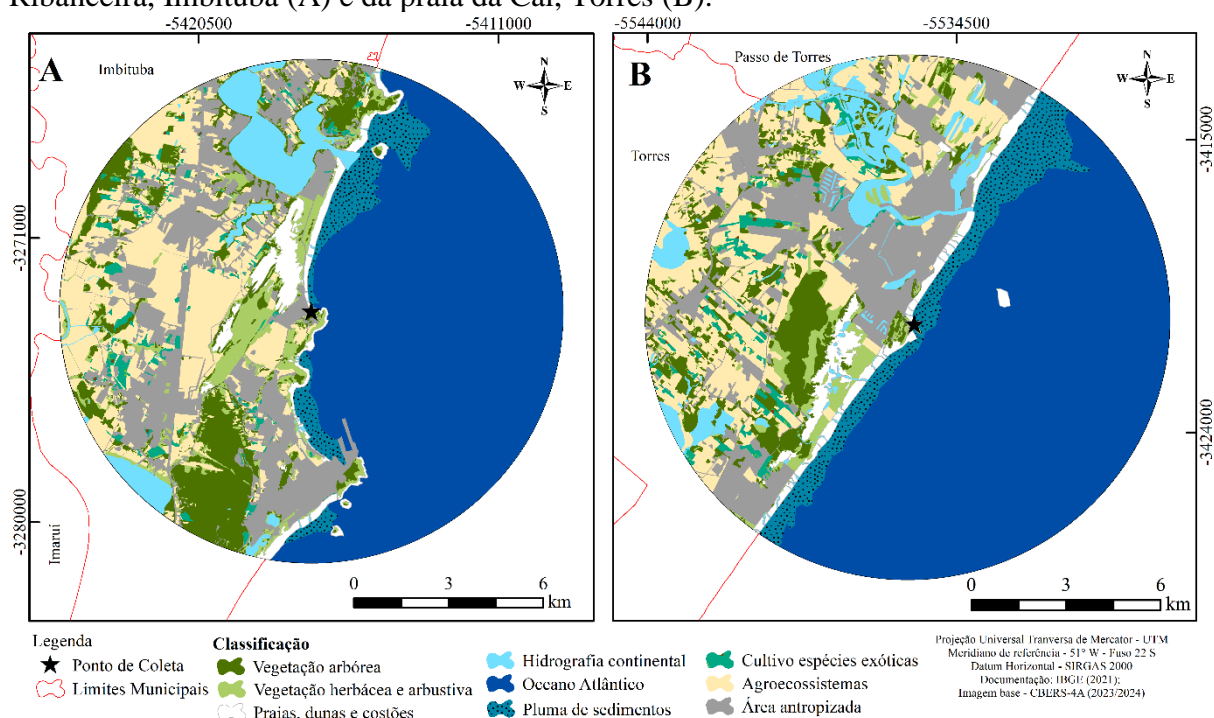 Ribanceira, Imbituba (A) e da praia da Cal, Torres (B).
-5420500 -5411000 -5544000 -5534500
A Imbituba N W E S
B Passo de Torres N W E S
Torres
-3415000
-3271000
-3424000
-3280000
Imaruí
0 3 6 km
0 3 6 km
Legenda
Ponto de Coleta
Limites Municipais
Classificação
Vegetação arbórea
Vegetação herbácea e arbustiva
Praias, dunas e costões
Hidrografia continental
Oceano Atlântico
Pluma de sedimentos
Cultivo espécies exóticas
Agroecossistemas
Área antropizada
Projeção Universal Tranversa de Mercator - UTM
Meridiano de referência - 51° W - Fuso 22 S
Datum Horizontal - SIRGAS 2000
Documentação: IBGE (2021);
Imagem base - CBERS-4A (2023/2024)